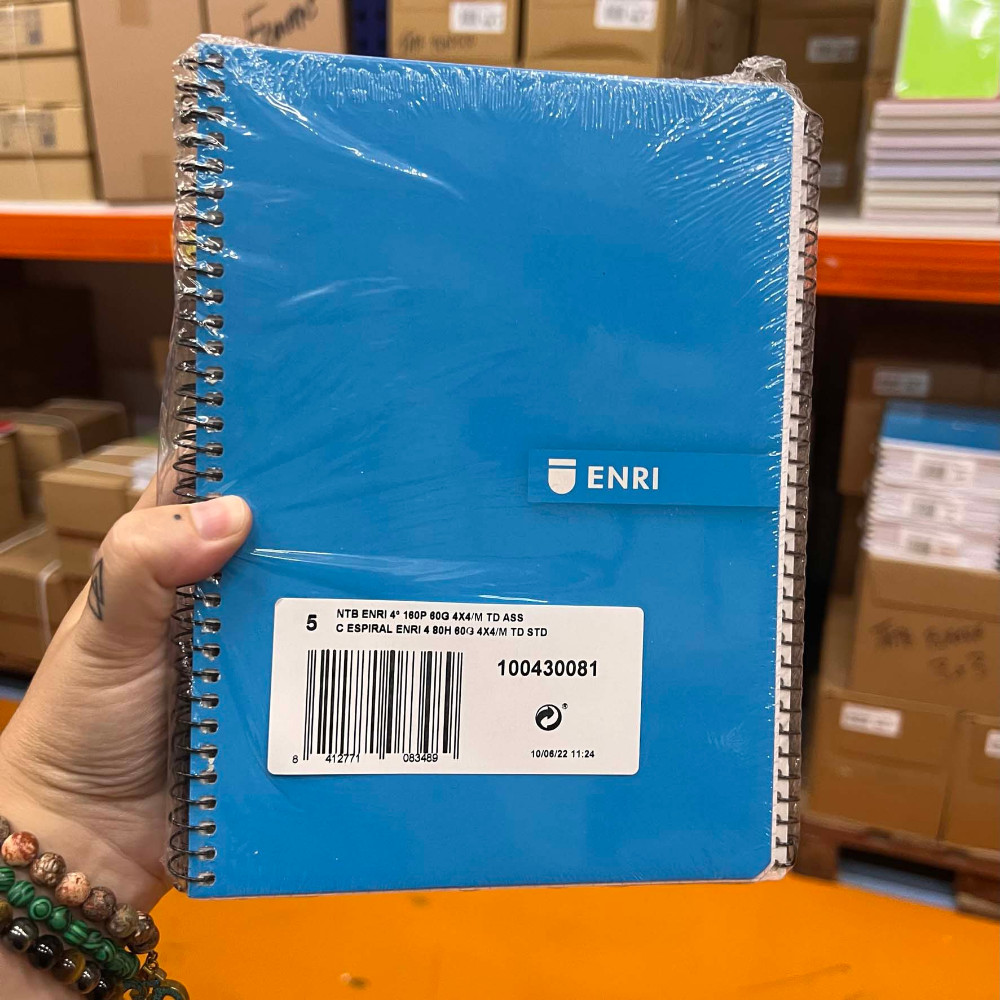 ENRI
5
NTB ENRI 4º 160P 60G 4X4/M TD ASS
C ESPIRAL ENRI 4 80H 60G 4X4/M TD STD
100430081
®
8 412771 083489
10/06/22 11:24